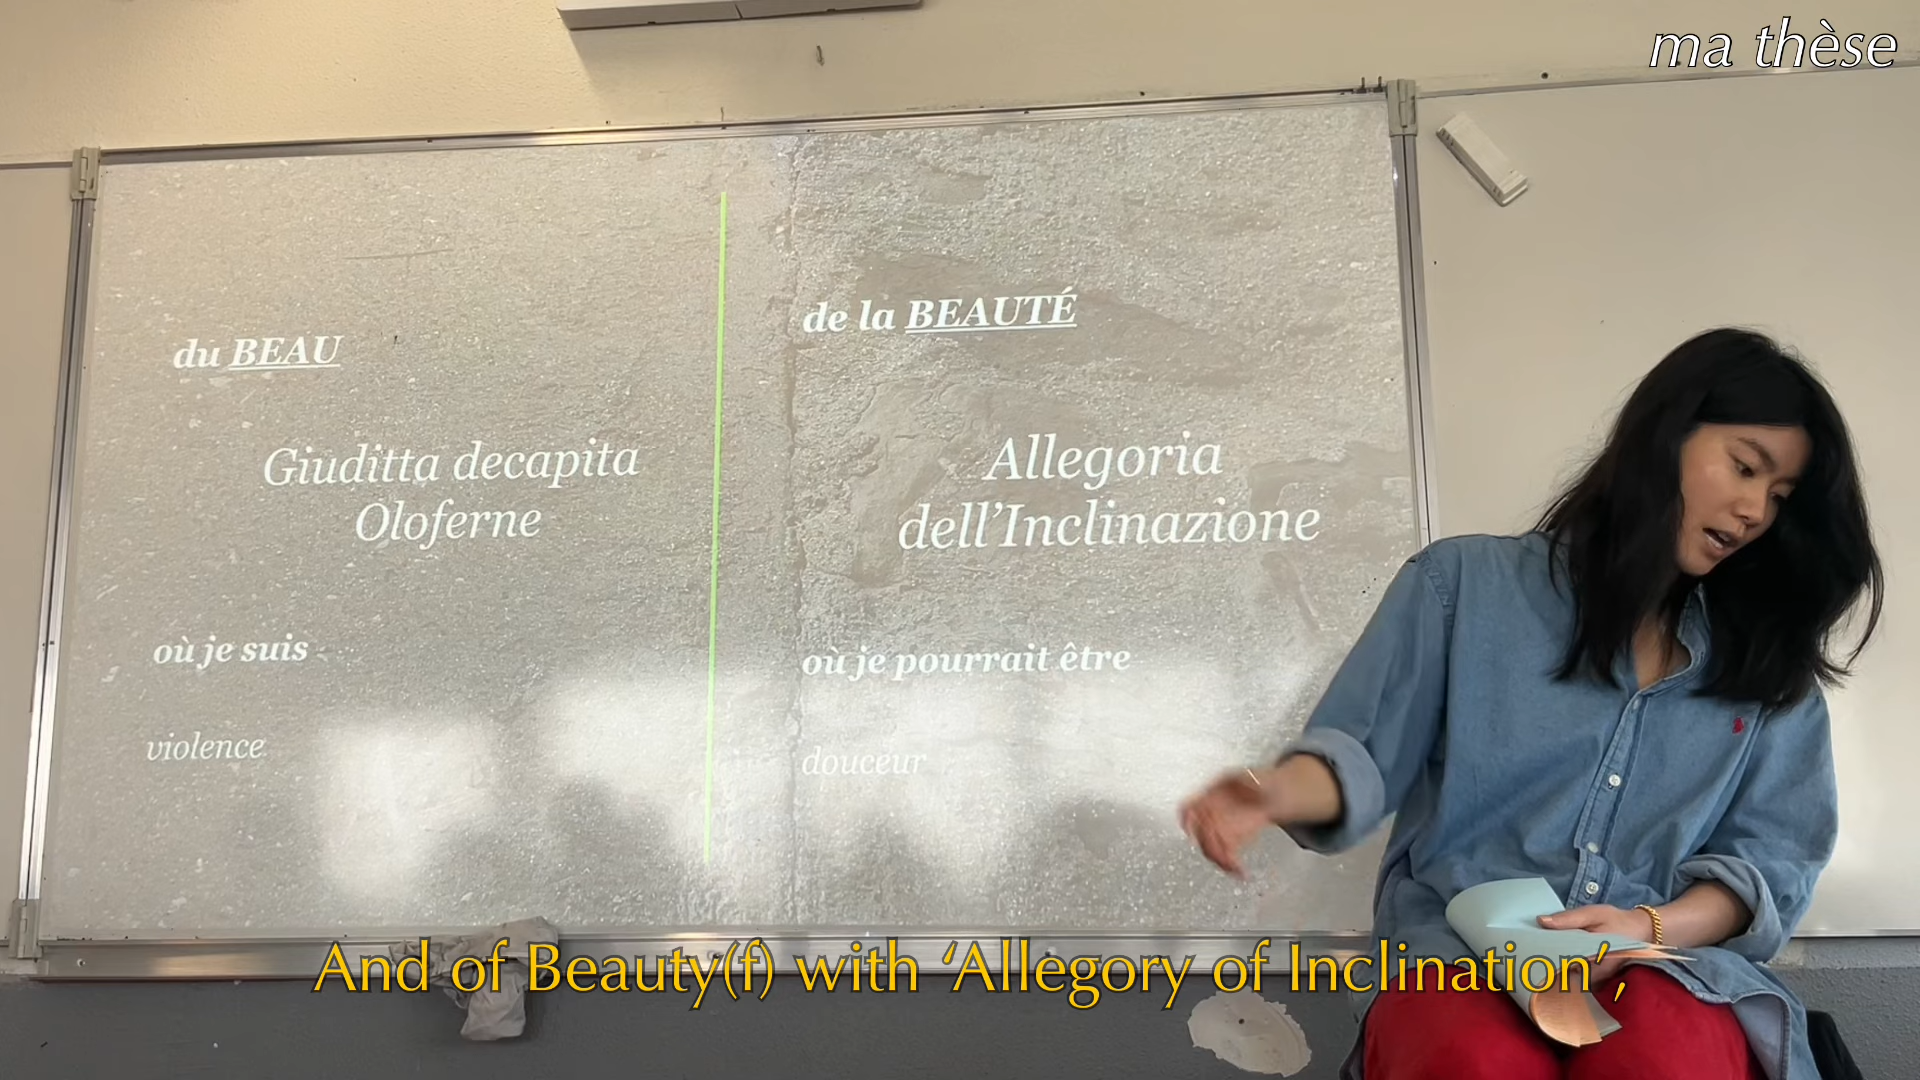 ma thèse
du BEAU
Giuditta decapita
Oloferne
où je suis
violence
de la BEAUTÉ
Allegoria
dell'Inclinazione
où je pourrait être
douceur
And of Beauty(f) with ‘Allegory of Inclination’,